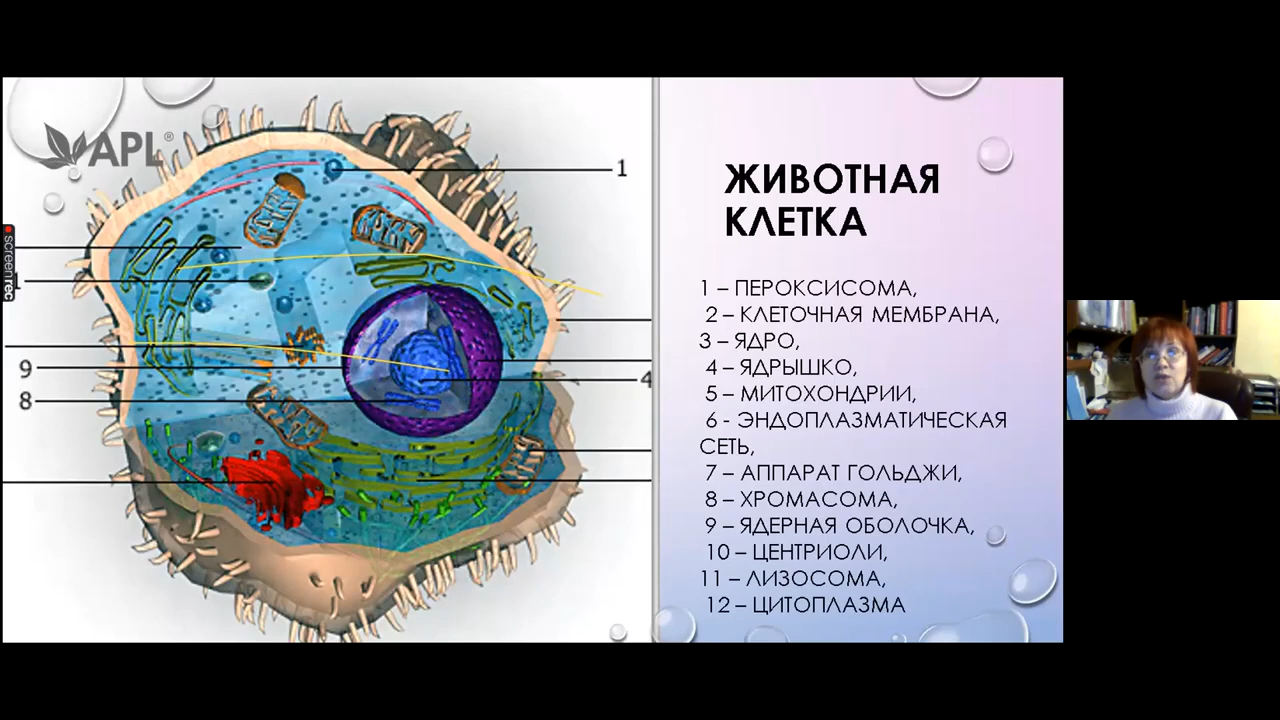 APL®
1
1
9
8
4
screenrec
ЖИВОТНАЯ
КЛЕТКА
1 – ПЕРОКСИСОМА,
2 – КЛЕТОЧНАЯ МЕМБРАНА,
3 – ЯДРО,
4 – ЯДРЫШКО,
5 – МИТОХОНДРИИ,
6 - ЭНДОПЛАЗМАТИЧЕСКАЯ
СЕТЬ,
7 – АППАРАТ ГОЛЬДЖИ,
8 – ХРОМАСОМА,
9 – ЯДЕРНАЯ ОБОЛОЧКА,
10 – ЦЕНТРИОЛИ,
11 – ЛИЗОСОМА,
12 – ЦИТОПЛАЗМА